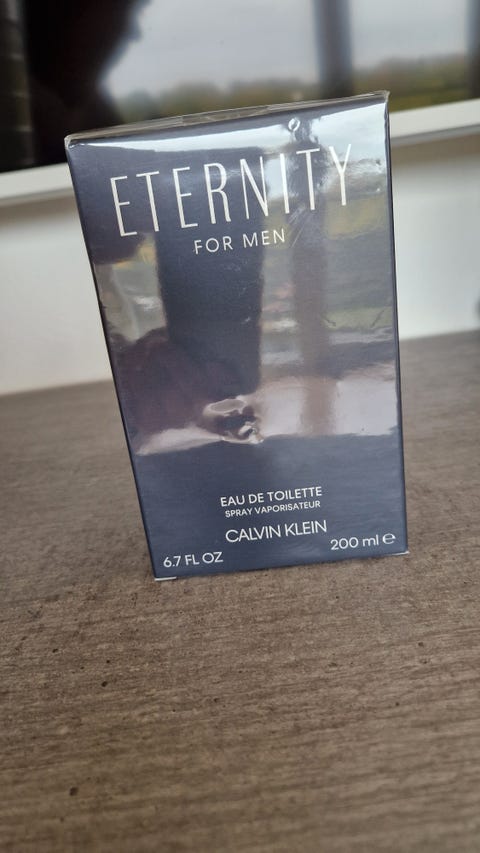 ETERNITY
FOR MEN
EAU DE TOILETTE
SPRAY VAPORISATEUR
CALVIN KLEIN
6.7 FL OZ 200 ml ℮